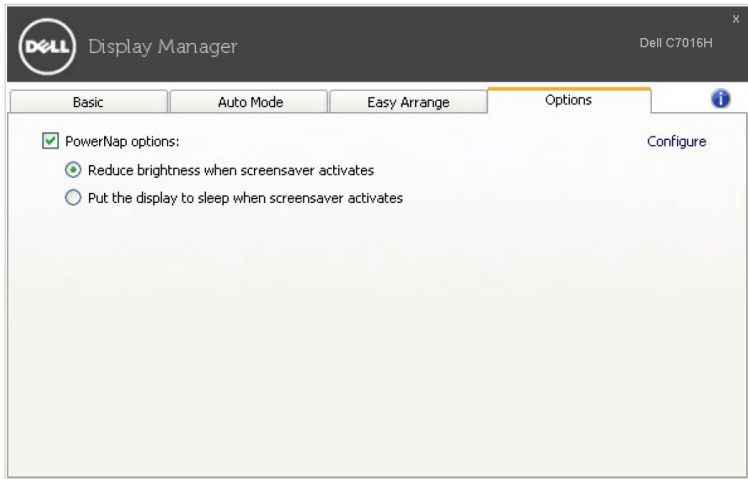 x
DELL Display Manager
Dell C7016H
Basic Auto Mode Easy Arrange Options i
PowerNap options: Configure
Reduce brightness when screensaver activates
Put the display to sleep when screensaver activates